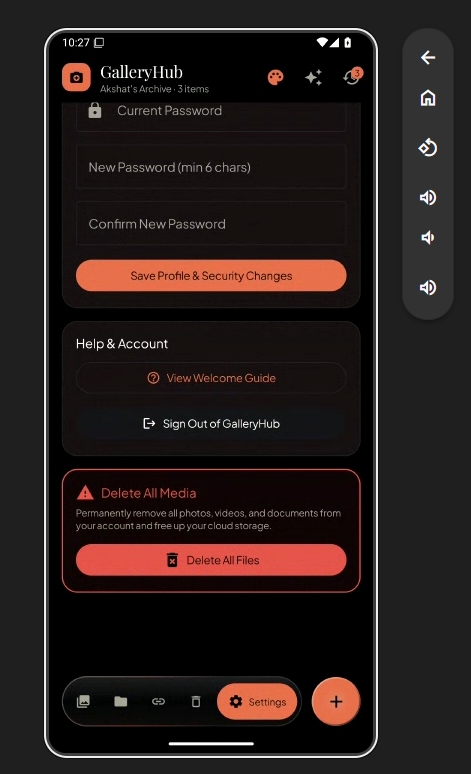 10:27
GalleryHub
Akshat's Archive · 3 items
3
Current Password
New Password (min 6 chars)
Confirm New Password
Save Profile & Security Changes
Help & Account
View Welcome Guide
Sign Out of GalleryHub
Delete All Media
Permanently remove all photos, videos, and documents from
your account and free up your cloud storage.
Delete All Files
Settings